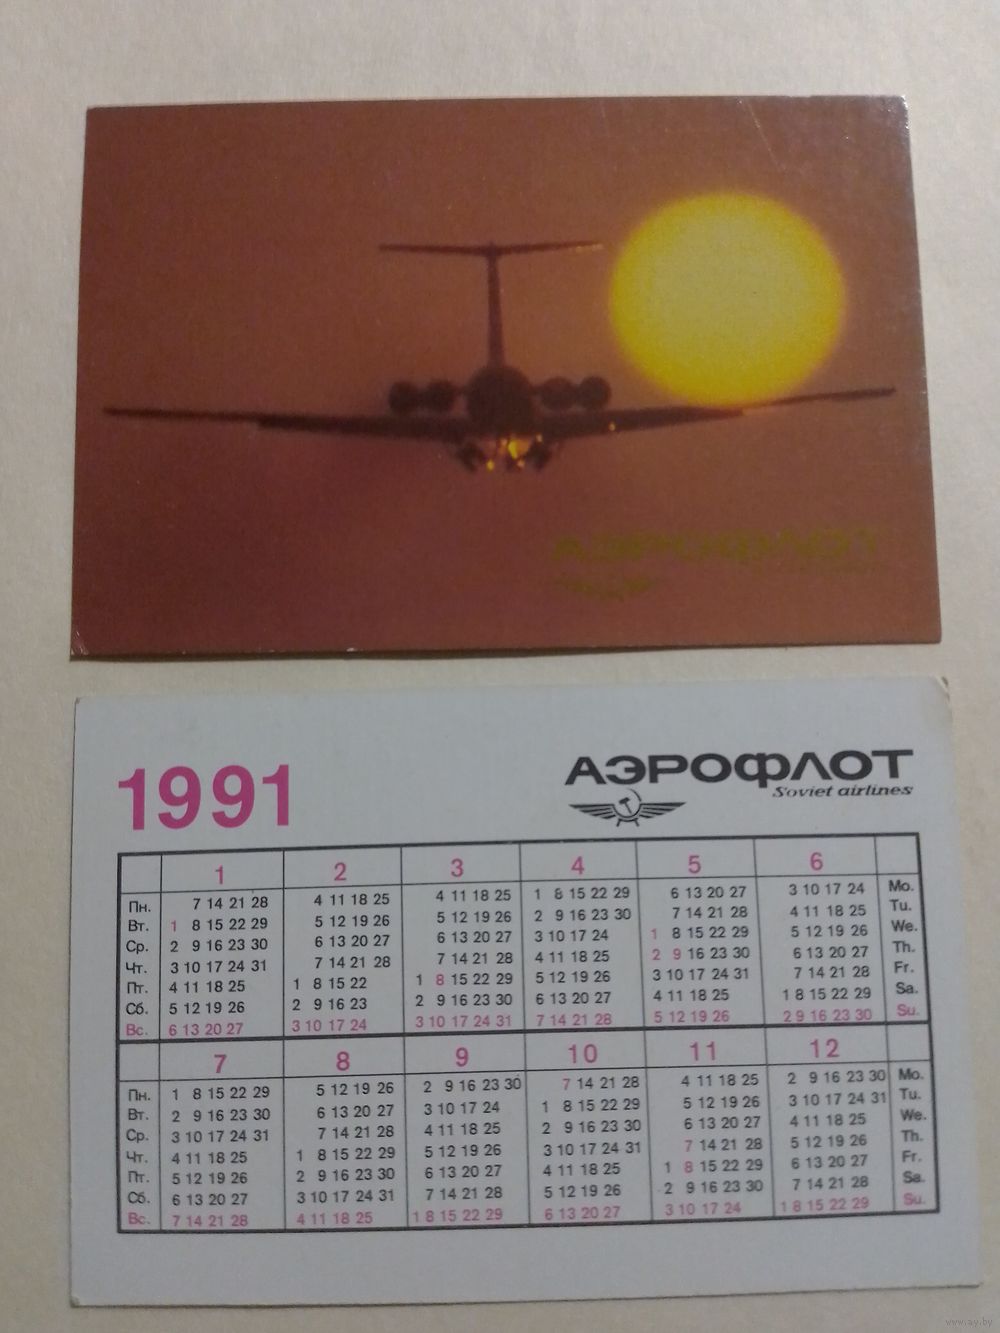 АЭРОФЛОТ
1991
АЭРОФЛОТ
Soviet airlines
1 2 3 4 5 6
Пн. 7 14 21 28 4 11 18 25 4 11 18 25 1 8 15 22 29 6 13 20 27 3 10 17 24 Mo.
Вт. 1 8 15 22 29 5 12 19 26 5 12 19 26 2 9 16 23 30 7 14 21 28 4 11 18 25 Tu.
Ср. 2 9 16 23 30 6 13 20 27 6 13 20 27 3 10 17 24 1 8 15 22 29 5 12 19 26 We.
Чт. 3 10 17 24 31 7 14 21 28 7 14 21 28 4 11 18 25 2 9 16 23 30 6 13 20 27 Th.
Пт. 4 11 18 25 1 8 15 22 1 8 15 22 29 5 12 19 26 3 10 17 24 31 7 14 21 28 Fr.
Сб. 5 12 19 26 2 9 16 23 2 9 16 23 30 6 13 20 27 4 11 18 25 1 8 15 22 29 Sa.
Вс. 6 13 20 27 3 10 17 24 3 10 17 24 31 7 14 21 28 5 12 19 26 2 9 16 23 30 Su.
7 8 9 10 11 12
Пн. 1 8 15 22 29 5 12 19 26 2 9 16 23 30 7 14 21 28 4 11 18 25 2 9 16 23 30 Mo.
Вт. 2 9 16 23 30 6 13 20 27 3 10 17 24 1 8 15 22 29 5 12 19 26 3 10 17 24 31 Tu.
Ср. 3 10 17 24 31 7 14 21 28 4 11 18 25 2 9 16 23 30 6 13 20 27 4 11 18 25 We.
Чт. 4 11 18 25 1 8 15 22 29 5 12 19 26 3 10 17 24 31 7 14 21 28 5 12 19 26 Th.
Пт. 5 12 19 26 2 9 16 23 30 6 13 20 27 4 11 18 25 1 8 15 22 29 6 13 20 27 Fr.
Сб. 6 13 20 27 3 10 17 24 31 7 14 21 28 5 12 19 26 2 9 16 23 30 7 14 21 28 Sa.
Вс. 7 14 21 28 4 11 18 25 1 8 15 22 29 6 13 20 27 3 10 17 24 1 8 15 22 29 Su.
www.ay.by